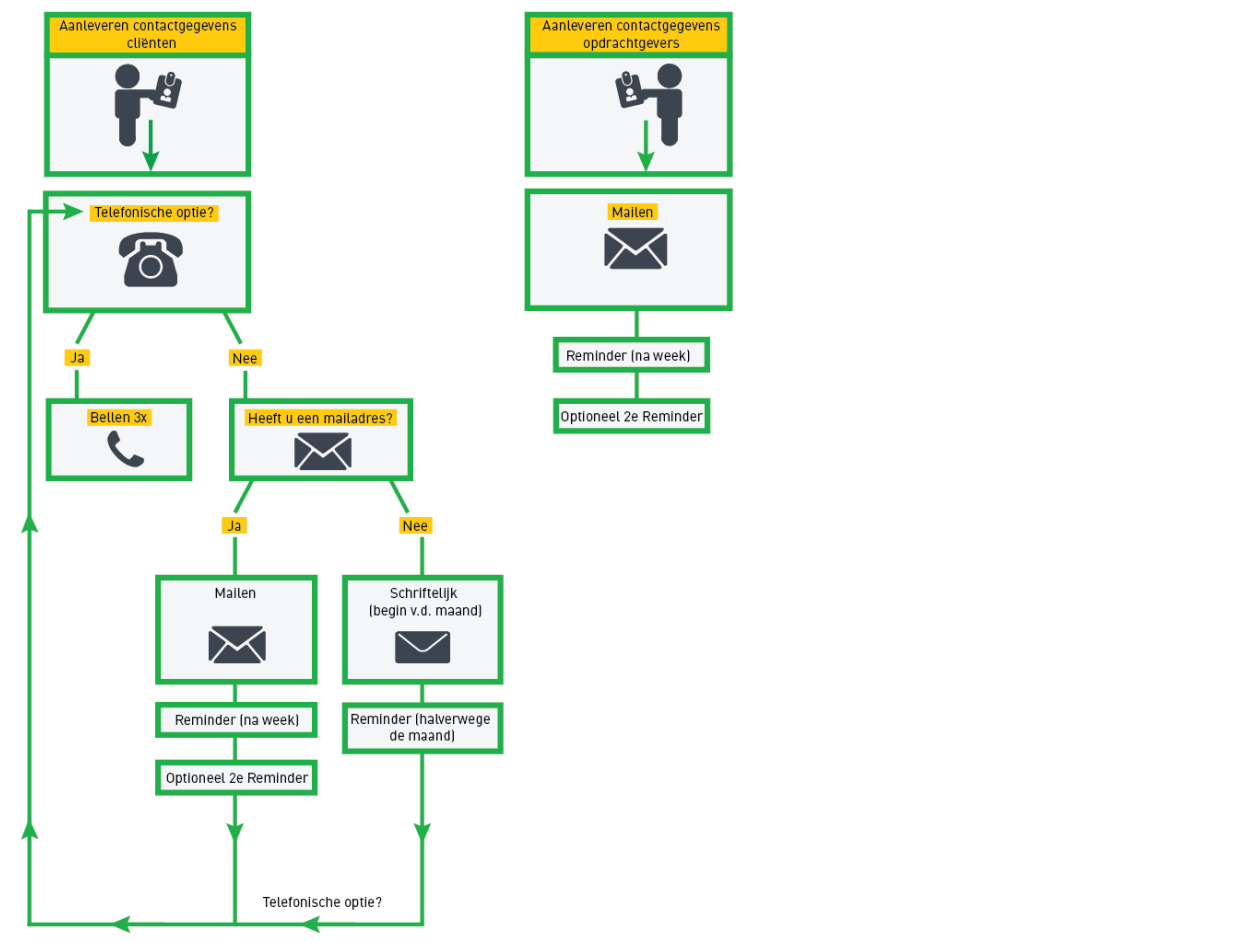 Aanleveren contactgegevens
cliënten
Telefonische optie?
Ja
Nee
Bellen 3x
Heeft u een mailadres?
Ja
Nee
Mailen
Schriftelijk
(begin v.d. maand)
Reminder (na week)
Reminder (halverwege
de maand)
Optioneel 2e Reminder
Telefonische optie?
Aanleveren contactgegevens
opdrachtgevers
Mailen
Reminder (na week)
Optioneel 2e Reminder